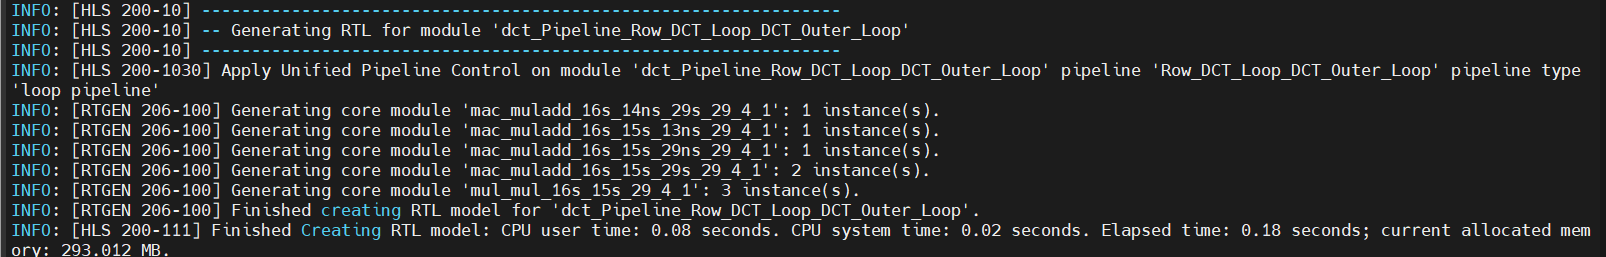 INFO: [HLS 200-10] ----------------------------------------------------------------
INFO: [HLS 200-10] -- Generating RTL for module 'dct_Pipeline_Row_DCT_Loop_DCT_Outer_Loop'
INFO: [HLS 200-10] ----------------------------------------------------------------
INFO: [HLS 200-1030] Apply Unified Pipeline Control on module 'dct_Pipeline_Row_DCT_Loop_DCT_Outer_Loop' pipeline 'Row_DCT_Loop_DCT_Outer_Loop' pipeline type
'loop pipeline'
INFO: [RTGEN 206-100] Generating core module 'mac_muladd_16s_14ns_29s_29_4_1': 1 instance(s).
INFO: [RTGEN 206-100] Generating core module 'mac_muladd_16s_15s_13ns_29_4_1': 1 instance(s).
INFO: [RTGEN 206-100] Generating core module 'mac_muladd_16s_15s_29ns_29_4_1': 1 instance(s).
INFO: [RTGEN 206-100] Generating core module 'mac_muladd_16s_15s_29s_29_4_1': 2 instance(s).
INFO: [RTGEN 206-100] Generating core module 'mul_mul_16s_15s_29_4_1': 3 instance(s).
INFO: [RTGEN 206-100] Finished creating RTL model for 'dct_Pipeline_Row_DCT_Loop_DCT_Outer_Loop'.
INFO: [HLS 200-111] Finished Creating RTL model: CPU user time: 0.08 seconds. CPU system time: 0.02 seconds. Elapsed time: 0.18 seconds; current allocated mem
ory: 293.012 MB.